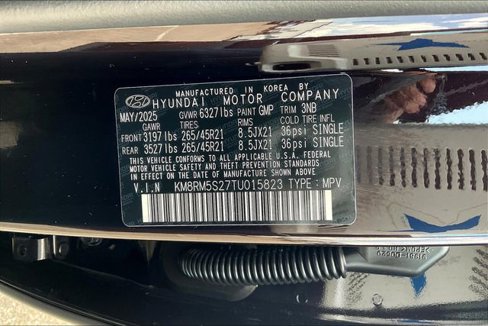 MANUFACTURED IN KOREA BY
HYUNDAI MOTOR COMPANY
MAY/2025 GVWR 6327lbs PAINT GMP TRIM 3NB
GAWR TIRES RIMS COLD TIRE INFL
FRONT 3197lbs 265/45R21 8.5JX21 36psi SINGLE
REAR 3527lbs 265/45R21 8.5JX21 36psi SINGLE
THIS VEHICLE CONFORMS TO ALL APPLICABLE U.S. FEDERAL
MOTOR VEHICLE SAFETY AND THEFT PREVENTION STANDARDS
IN EFFECT ON THE DATE OF MANUFACTURE SHOWN ABOVE.
V.I.N KM8RM5S27TU015823 TYPE: MPV